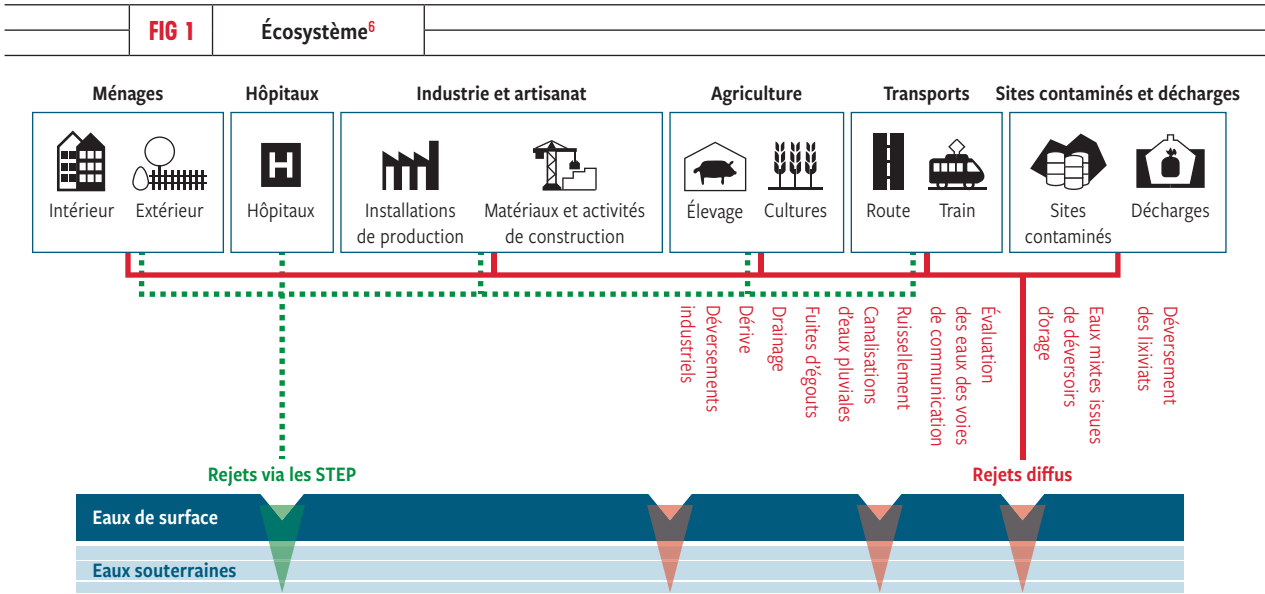 FIG 1
Écosystème6
Ménages
Hôpitaux
Industrie et artisanat
Agriculture
Transports
Sites contaminés et décharges
H
Intérieur
Extérieur
Hôpitaux
Installations
de production
Matériaux et activités
de construction
Élevage
Cultures
Route
Train
Sites
contaminés
Décharges
Déversements
industriels
Dérive
Drainage
Fuites d'égouts
Canalisations
d'eaux pluviales
Ruissellement
Évaluation
des eaux des voies
de communication
Eaux mixtes issues
de déversoirs
d'orage
Déversement
des lixiviats
Rejets via les STEP
Rejets diffus
Eaux de surface
Eaux souterraines